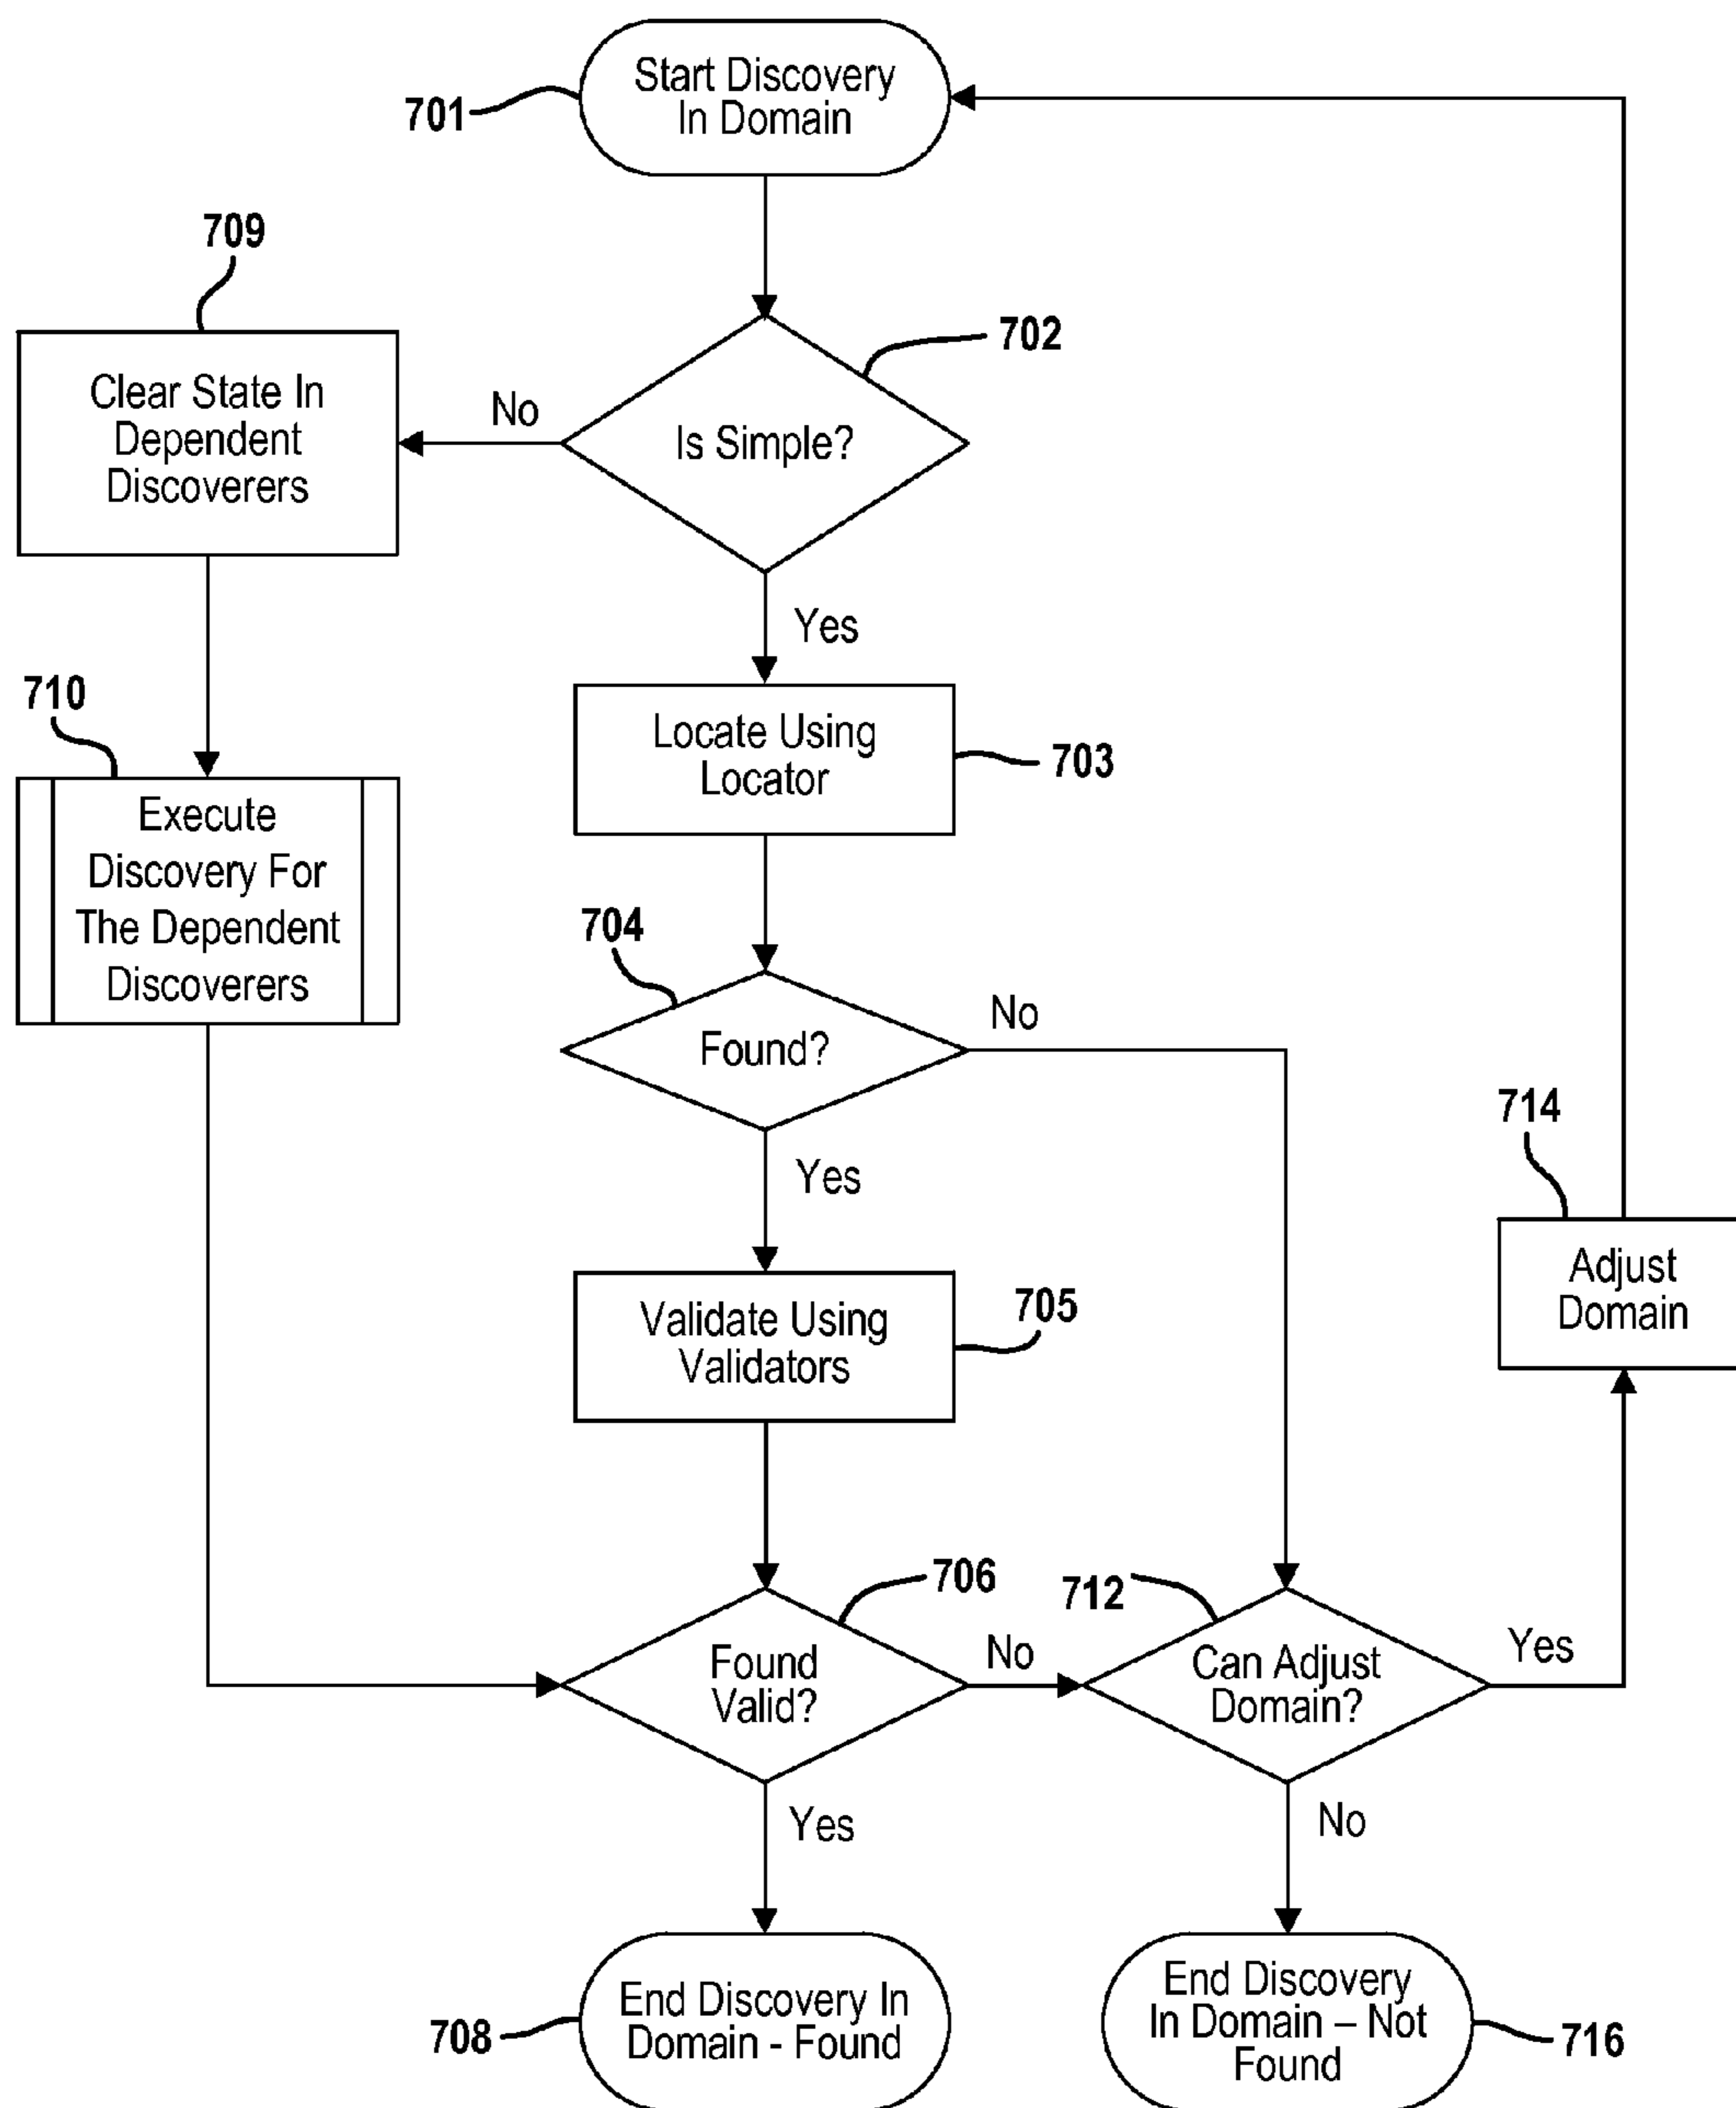 Start Discovery
In Domain
701
709
702
Clear State In
Dependent
Discoverers
No
Is Simple?
Yes
710
Execute
Discovery For
The Dependent
Discoverers
Locate Using
Locator
703
704
Found?
No
Yes
714
Adjust
Domain
Validate Using
Validators
705
706
712
Found
Valid?
No
Can Adjust
Domain?
Yes
Yes
No
708
End Discovery In
Domain - Found
End Discovery
In Domain – Not
Found
716